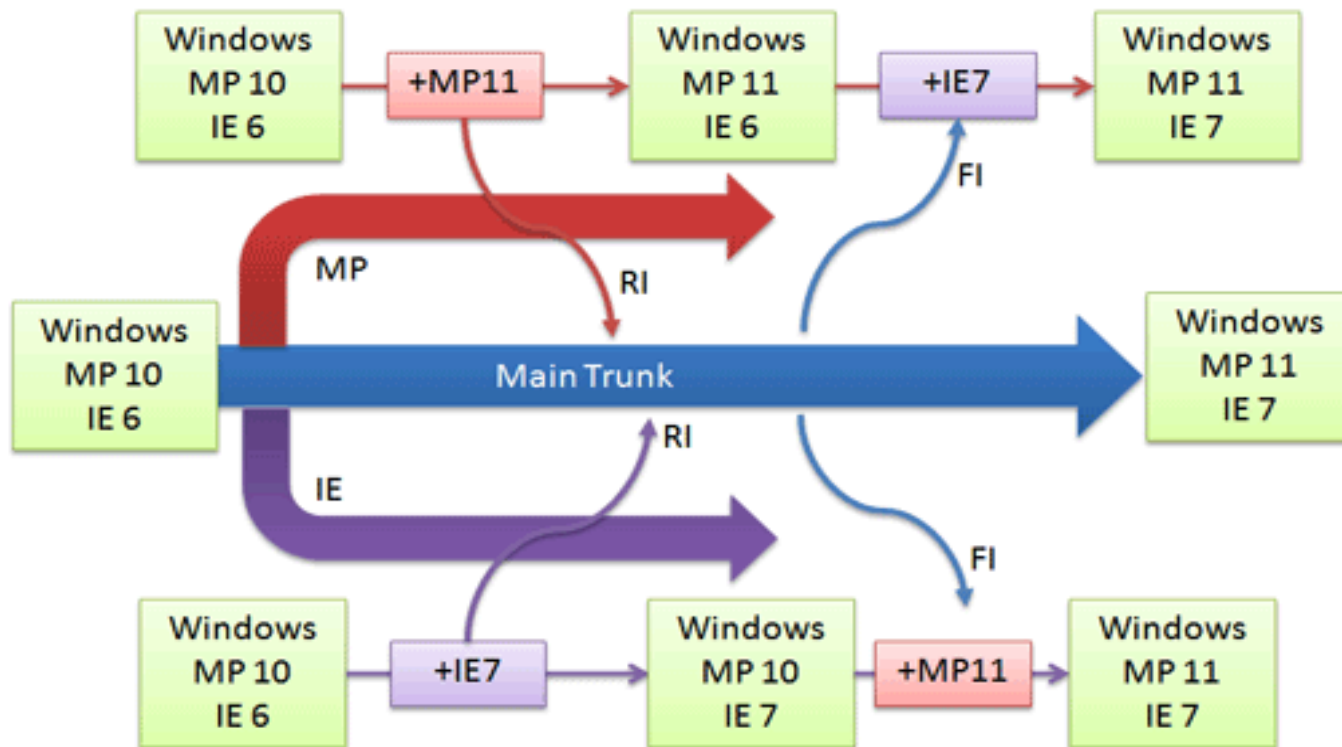 Windows
MP 10
IE 6
+MP11
Windows
MP 11
IE 6
+IE7
Windows
MP 11
IE 7
FI
MP
RI
Windows
MP 10
IE 6
Main Trunk
Windows
MP 11
IE 7
RI
IE
FI
Windows
MP 10
IE 6
+IE7
Windows
MP 10
IE 7
+MP11
Windows
MP 11
IE 7